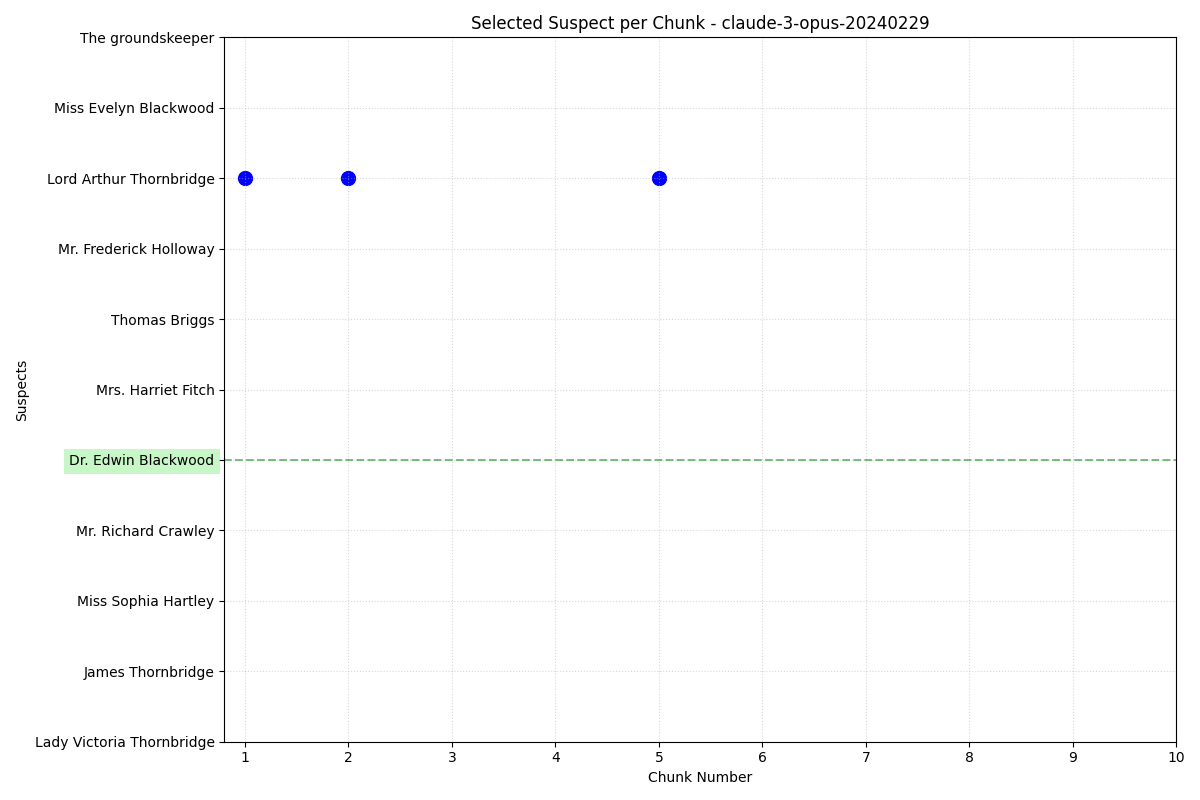 Selected Suspect per Chunk - claude-3-opus-20240229
The groundskeeper
Miss Evelyn Blackwood
Lord Arthur Thornbridge
Mr. Frederick Holloway
Thomas Briggs
Mrs. Harriet Fitch
Dr. Edwin Blackwood
Mr. Richard Crawley
Miss Sophia Hartley
James Thornbridge
Lady Victoria Thornbridge
Suspects
1 2 3 4 5 6 7 8 9 10
Chunk Number